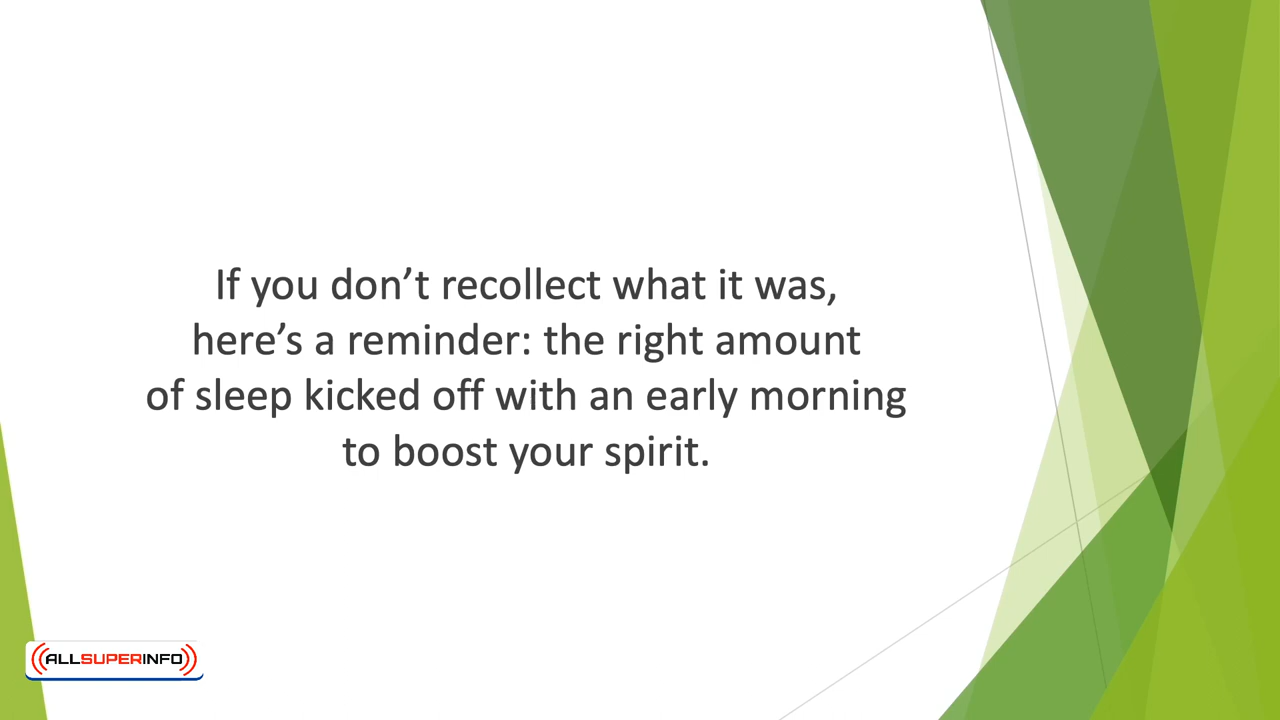 If you don’t recollect what it was,
here’s a reminder: the right amount
of sleep kicked off with an early morning
to boost your spirit.
ALLSUPERINFO